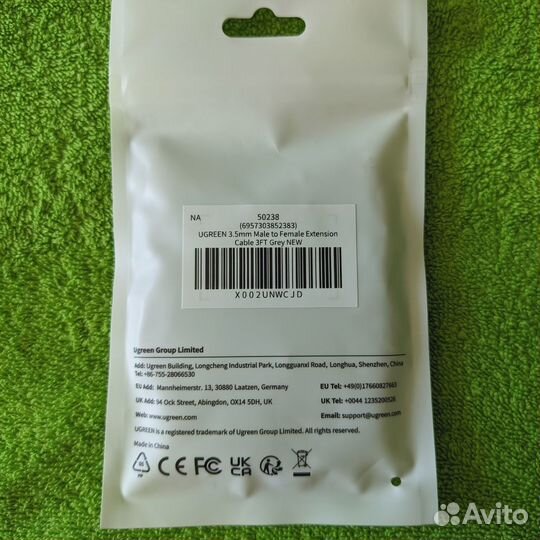 NA 50238
(6957303852383)
UGREEN 3.5mm Male to Female Extension
Cable 3FT Grey NEW
X002UNWCJD
Ugreen Group Limited
Add: Ugreen Building, Longcheng Industrial Park, Longguanxi Road, Longhua, Shenzhen, China
Tel: +86-755-28066530
EU Add: Mannheimerstr. 13, 30880 Laatzen, Germany EU Tel: +49(0)17660827663
UK Add: 94 Ock Street, Abingdon, OX14 5DH, UK UK Tel: +0044 1235200526
Web: www.ugreen.com Email: support@ugreen.com
UGREEN is a registered trademark of Ugreen Group Limited. All rights reserved.
Made in China
05
PP
CE FC UK CA
Avito